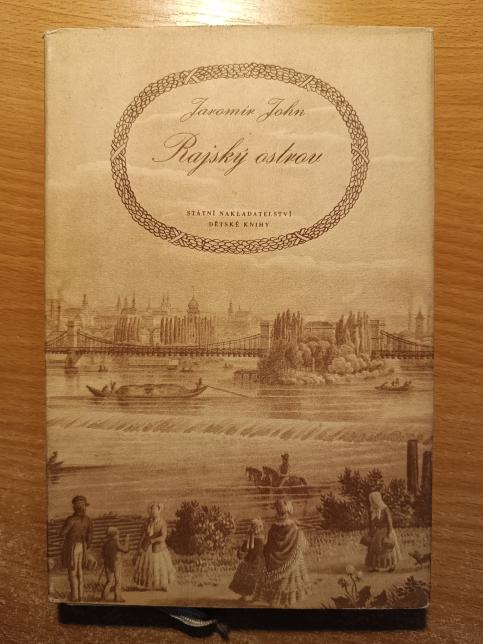 Jaromír John
Rajský ostrov
STÁTNÍ NAKLADATELSTVÍ
DĚTSKÉ KNIHY